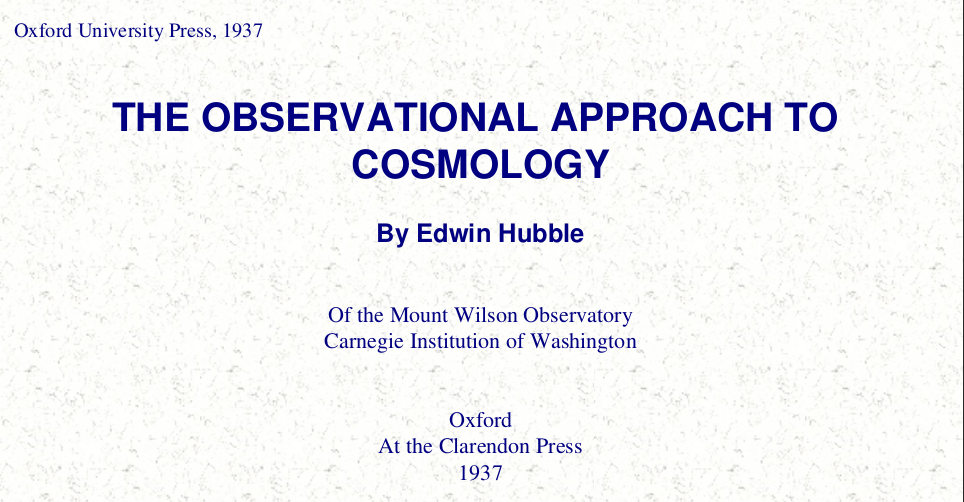 Oxford University Press, 1937
THE OBSERVATIONAL APPROACH TO
COSMOLOGY
By Edwin Hubble
Of the Mount Wilson Observatory
Carnegie Institution of Washington
Oxford
At the Clarendon Press
1937